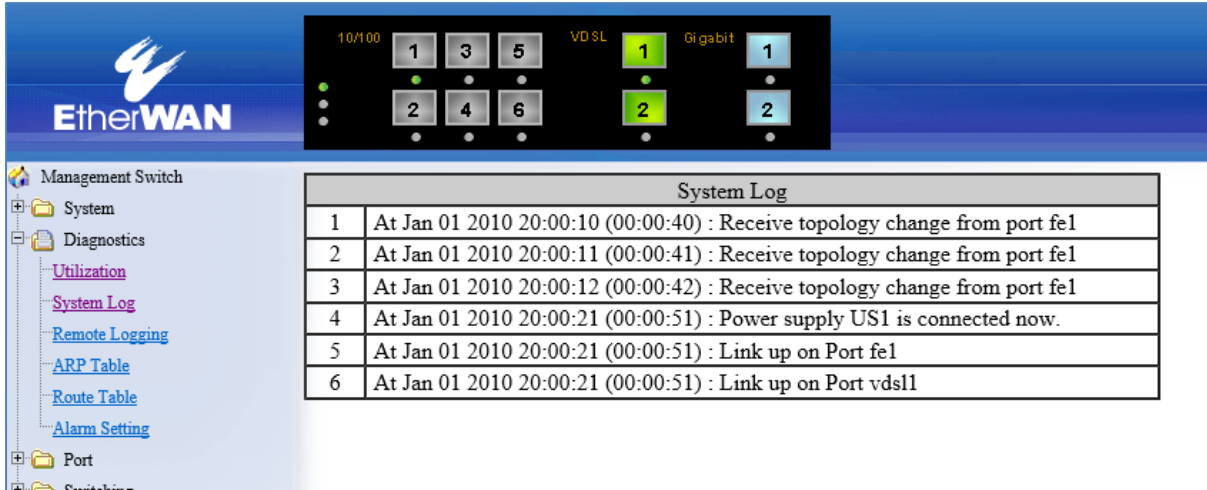 10/100 VDSL Gigabit
1 3 5 1 1
2 4 6 2 2
EtherWAN
Management Switch
System
Diagnostics
Utilization
System Log
Remote Logging
ARP Table
Route Table
Alarm Setting
Port
Switching
System Log
1 At Jan 01 2010 20:00:10 (00:00:40) : Receive topology change from port fe1
2 At Jan 01 2010 20:00:11 (00:00:41) : Receive topology change from port fe1
3 At Jan 01 2010 20:00:12 (00:00:42) : Receive topology change from port fe1
4 At Jan 01 2010 20:00:21 (00:00:51) : Power supply US1 is connected now.
5 At Jan 01 2010 20:00:21 (00:00:51) : Link up on Port fe1
6 At Jan 01 2010 20:00:21 (00:00:51) : Link up on Port vdsl1